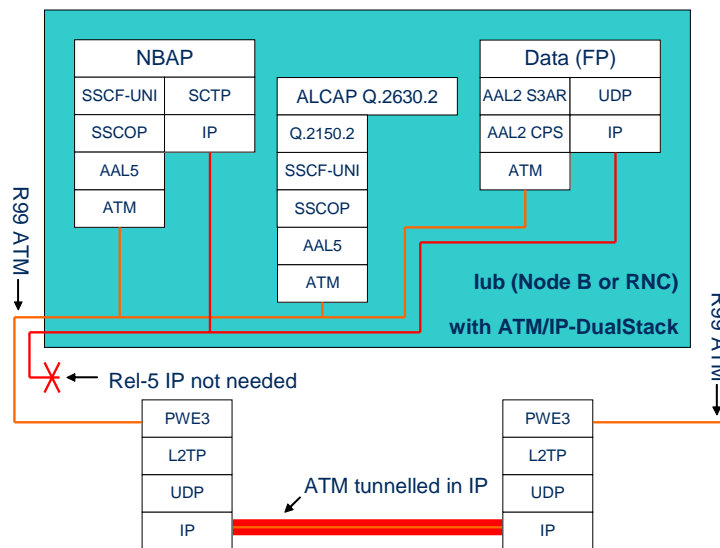 NBAP
SSCF-UNI
SCTP
SSCOP
IP
AAL5
ATM
ALCAP Q.2630.2
Q.2150.2
SSCF-UNI
SSCOP
AAL5
ATM
Data (FP)
AAL2 S3AR
UDP
AAL2 CPS
IP
ATM
Iub (Node B or RNC)
with ATM/IP-DualStack
R99 ATM
R99 ATM
Rel-5 IP not needed
PWE3
L2TP
UDP
IP
ATM tunnelled in IP
PWE3
L2TP
UDP
IP